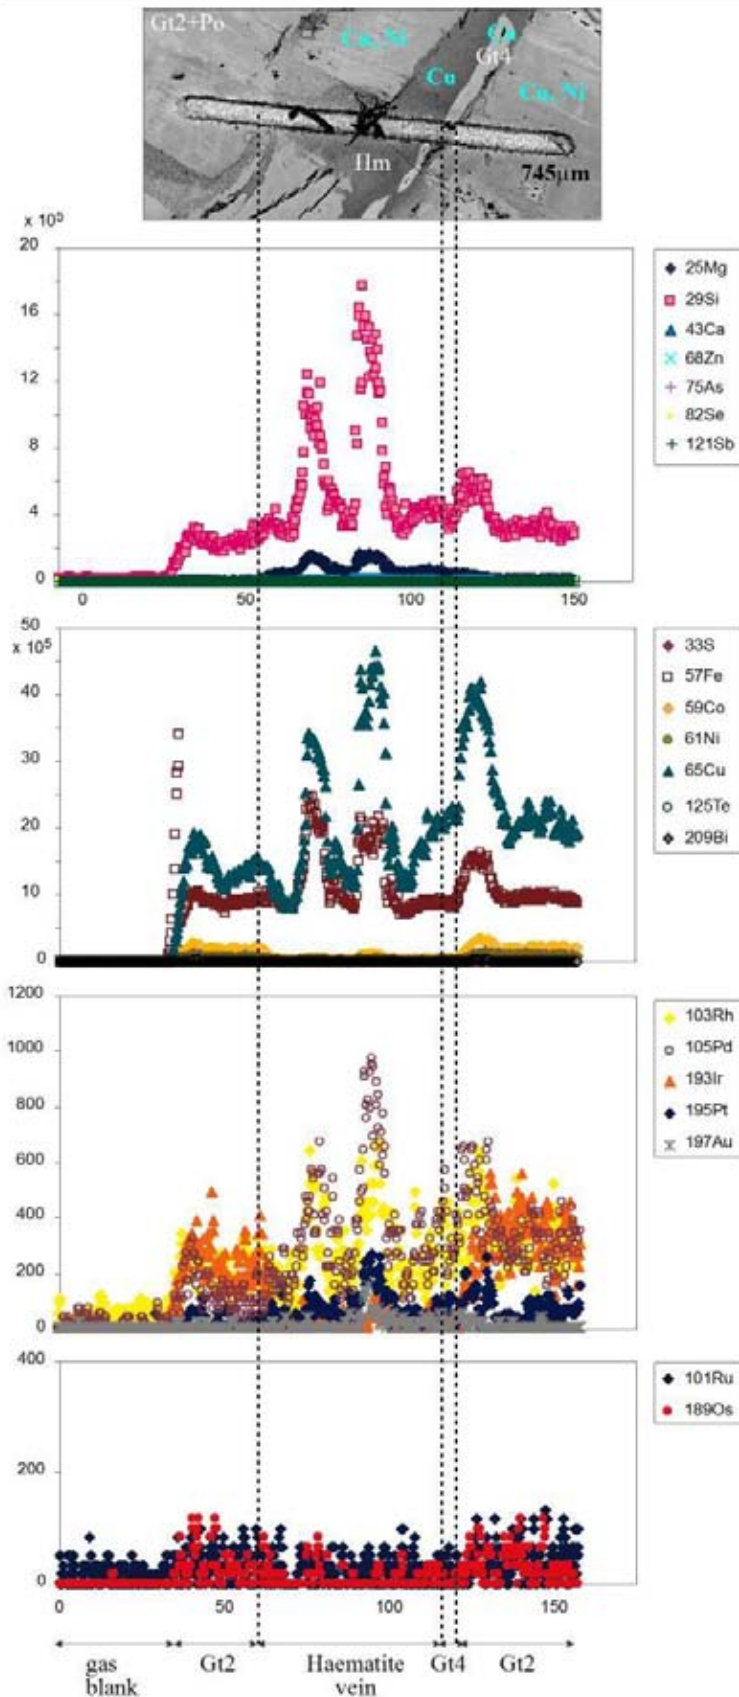 Gt2+Po
Cu, Ni
Cu
Gt4
Cu
Cu, Ni
Hm
745µm
x 10⁵
20
16
12
8
4
0
0 50 100 150
25Mg
29Si
43Ca
68Zn
75As
82Se
121Sb
50
x 10⁵
40
30
20
10
0
33S
57Fe
59Co
61Ni
65Cu
125Te
209Bi
1200
1000
800
600
400
200
0
103Rh
105Pd
193Ir
195Pt
197Au
400
200
0
0 50 100 150
101Ru
189Os
gas blank
Gt2
Haematite vein
Gt4
Gt2